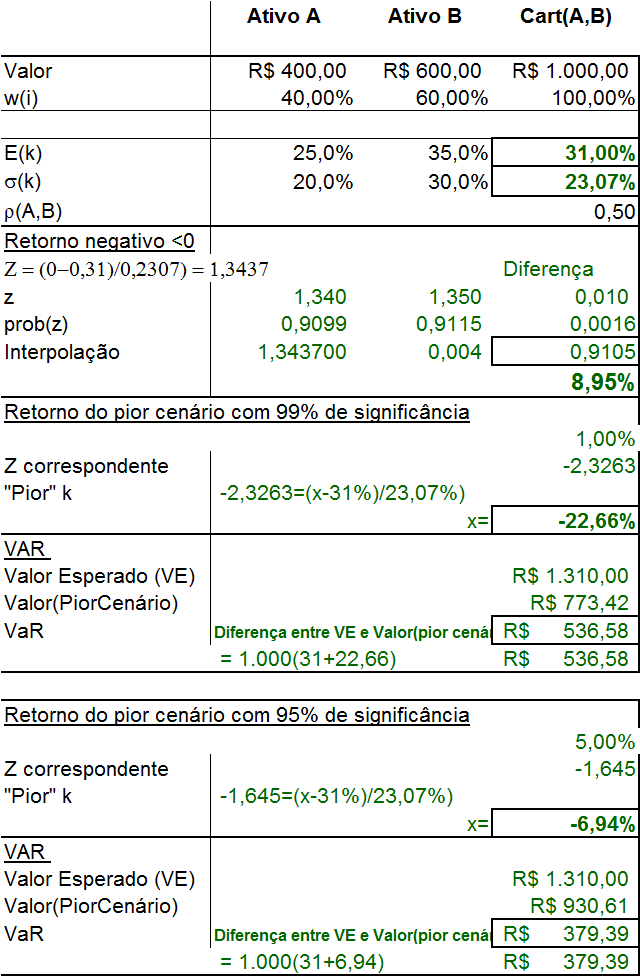 Ativo A Ativo B Cart(A,B)
Valor R$ 400,00 R$ 600,00 R$ 1.000,00
w(i) 40,00% 60,00% 100,00%
E(k) 25,0% 35,0% 31,00%
σ(k) 20,0% 30,0% 23,07%
ρ(A,B) 0,50
Retorno negativo <0
Z = (0−0,31)/0,2307) = 1,3437 Diferença
z 1,340 1,350 0,010
prob(z) 0,9099 0,9115 0,0016
Interpolação 1,343700 0,004 0,9105
8,95%
Retorno do pior cenário com 99% de significância
1,00%
Z correspondente -2,3263
"Pior" k -2,3263=(x-31%)/23,07%)
x= -22,66%
VAR
Valor Esperado (VE) R$ 1.310,00
Valor(PiorCenário) R$ 773,42
VaR Diferença entre VE e Valor(pior cená R$ 536,58
= 1.000(31+22,66) R$ 536,58
Retorno do pior cenário com 95% de significância
5,00%
Z correspondente -1,645
"Pior" k -1,645=(x-31%)/23,07%)
x= -6,94%
VAR
Valor Esperado (VE) R$ 1.310,00
Valor(PiorCenário) R$ 930,61
VaR Diferença entre VE e Valor(pior cená R$ 379,39
= 1.000(31+6,94) R$ 379,39